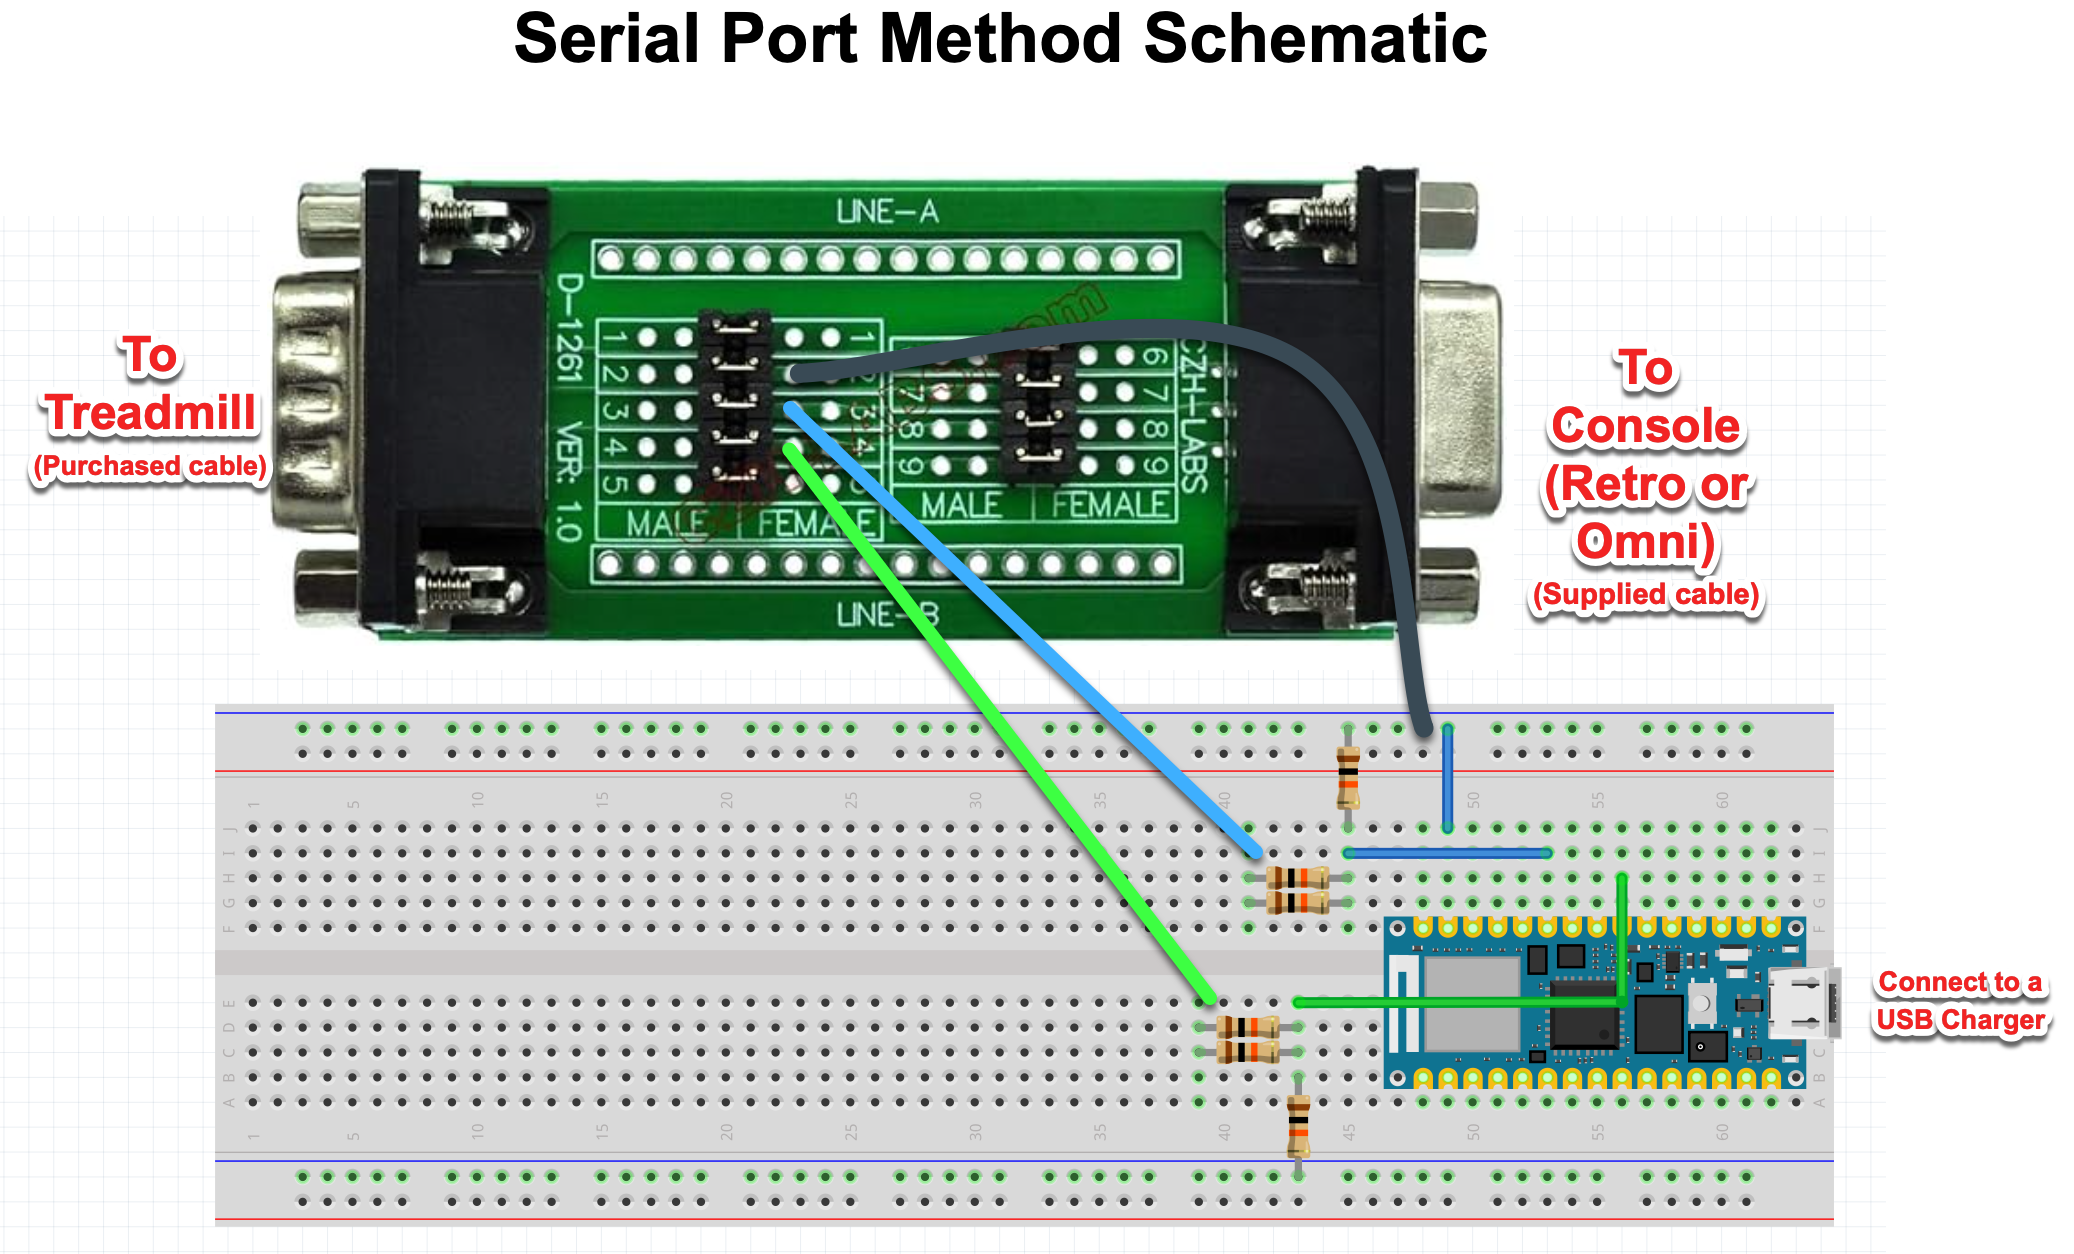 Serial Port Method Schematic
LINE-A
D-1261 VER: 1.0
1 1
2 2
3 3
4 4
5
MALE FEMALE
6
7 7
8 8
9 9
MALE FEMALE
CZH-LABS
LINE-B
To
Treadmill
(Purchased cable)
To
Console
(Retro or
Omni)
(Supplied cable)
1 5 10 15 20 25 30 35 40 50 55 60
J J
I I
H H
G G
F F
E
D
C C
B B
A A
1 5 10 15 20 25 30 35 40 45 50 55 60
Connect to a
USB Charger